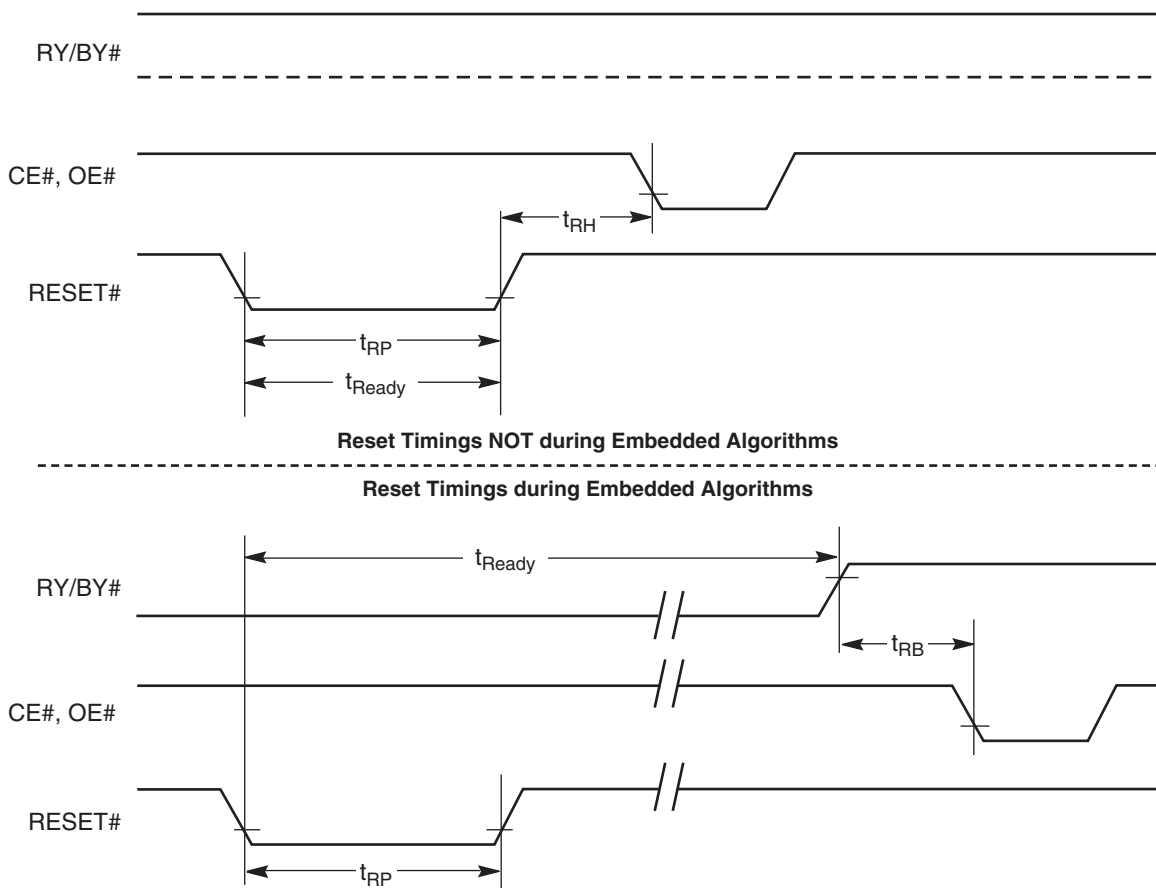 RY/BY#
CE#, OE#
tRH
RESET#
tRP
tReady
Reset Timings NOT during Embedded Algorithms
Reset Timings during Embedded Algorithms
tReady
RY/BY#
tRB
CE#, OE#
RESET#
tRP